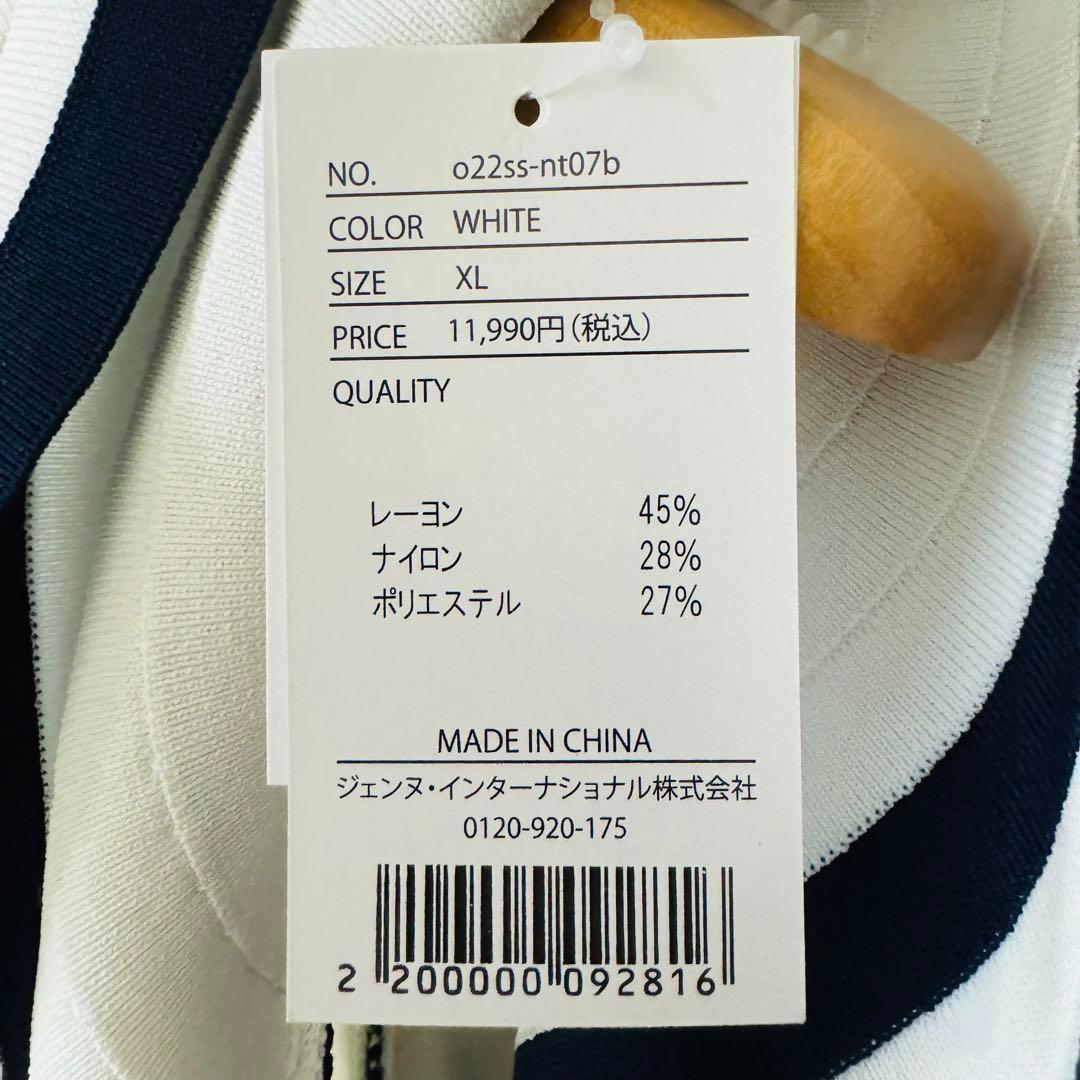 NO. o22ss-nt07b
COLOR WHITE
SIZE XL
PRICE 11,990円(税込)
QUALITY
レーヨン 45%
ナイロン 28%
ポリエステル 27%
MADE IN CHINA
ジェンヌ・インターナショナル株式会社
0120-920-175
2 200000 092816